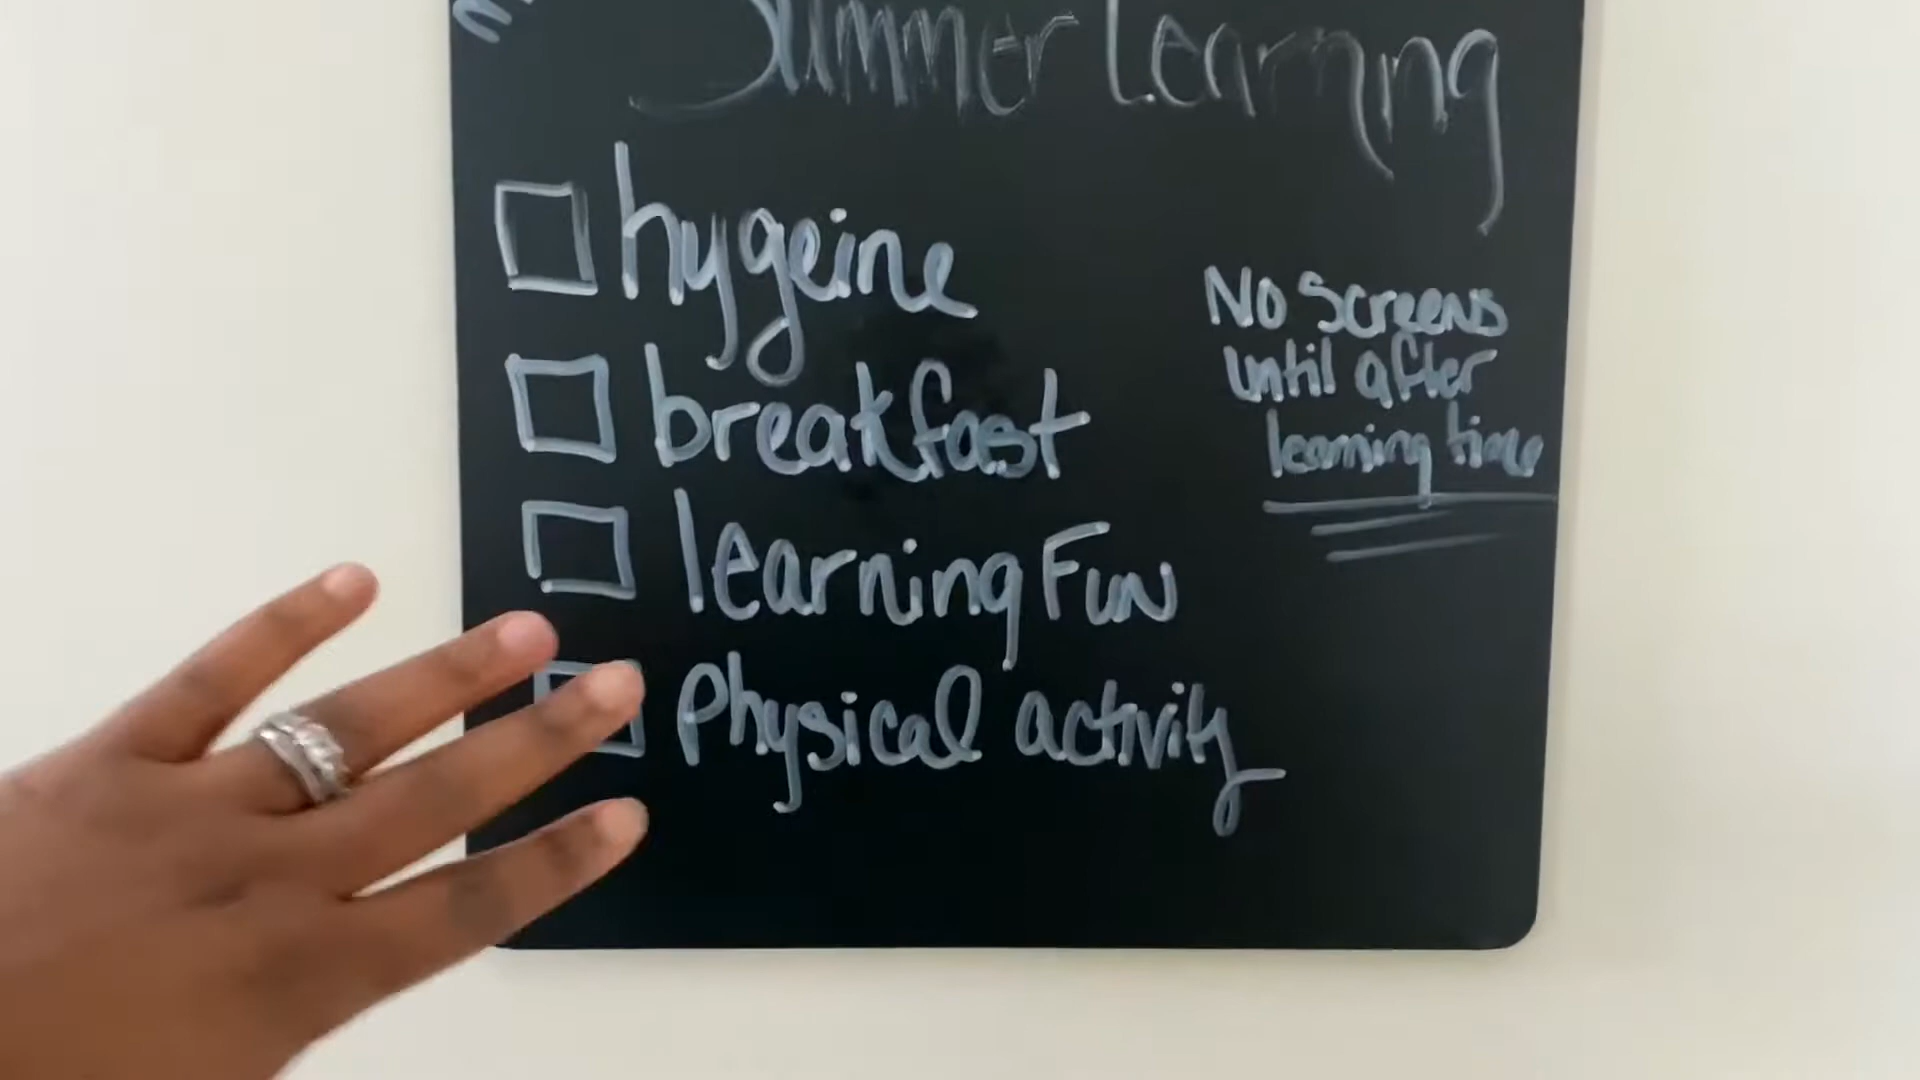 Summer Learning
hygeine
breakfast
learning Fun
Physical activity
No screens
until after
learning time